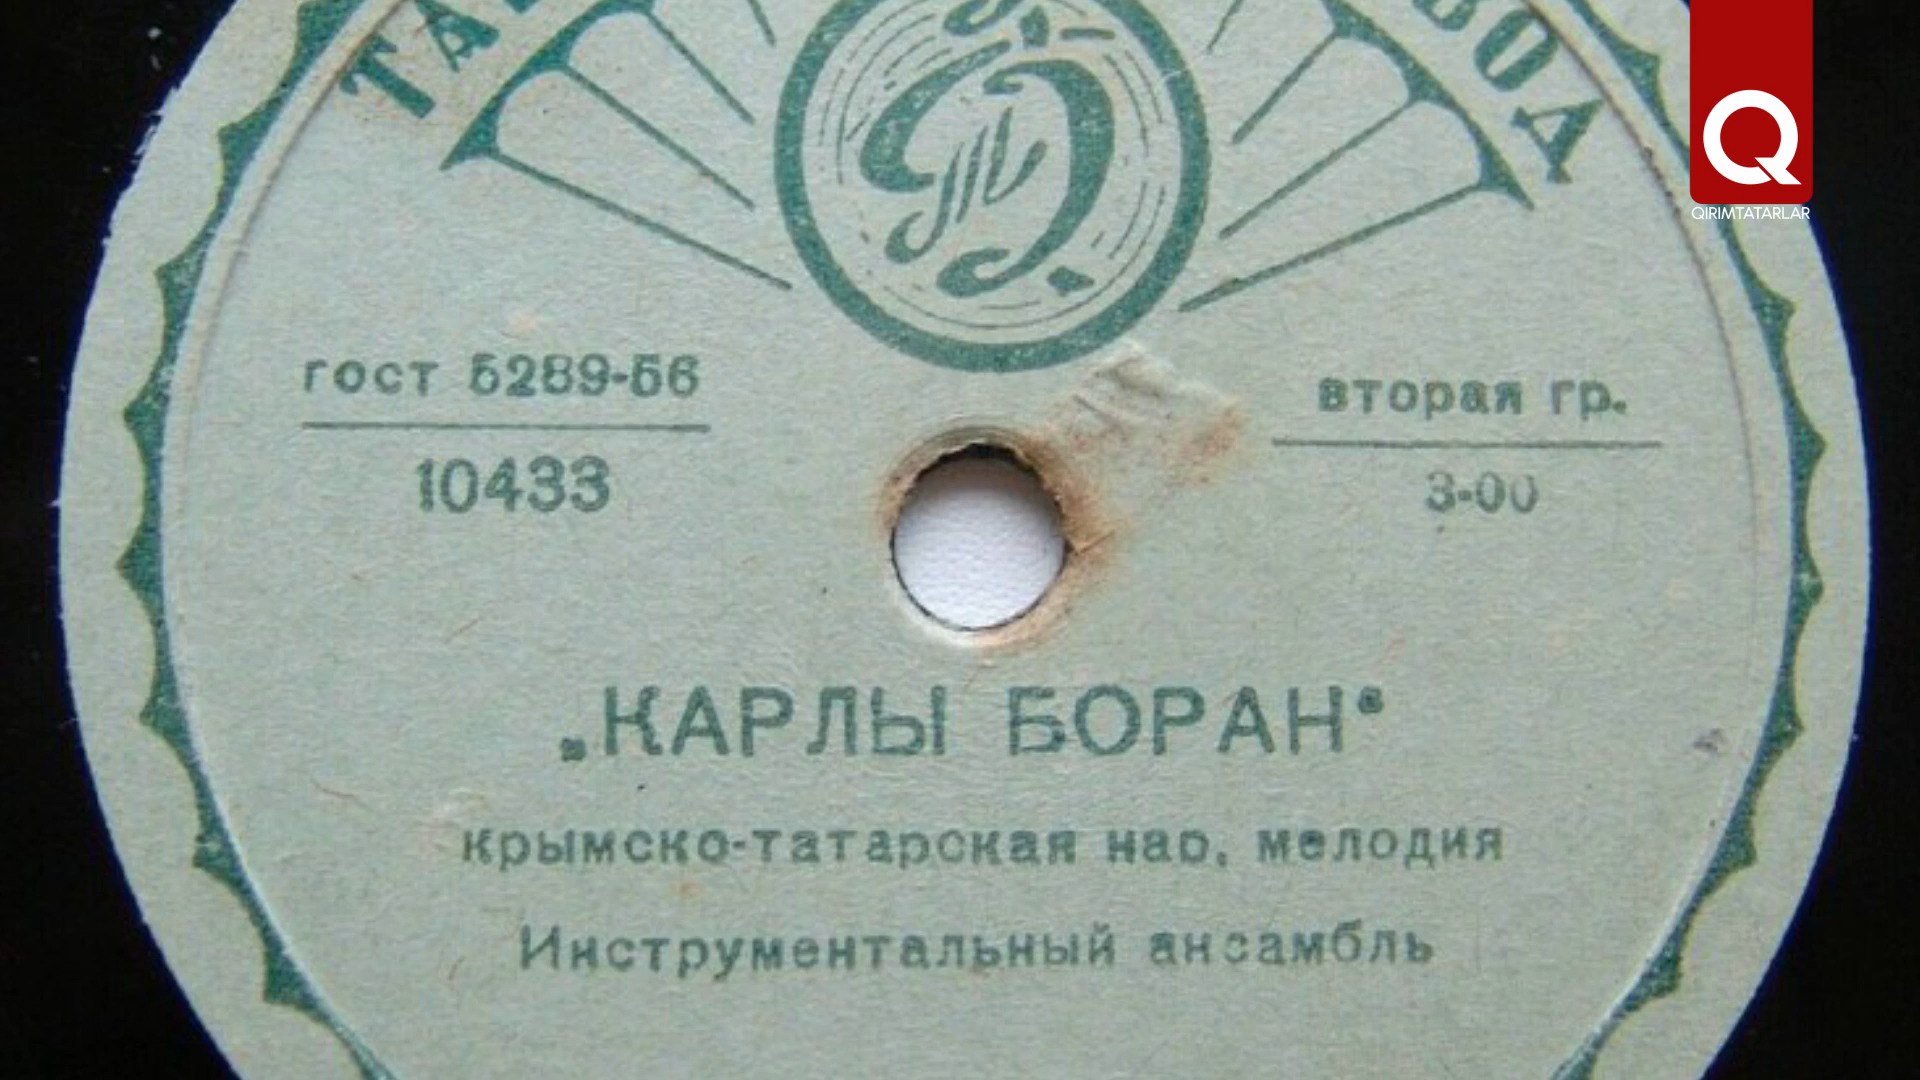 QIRIMTATARLAR
гост 5289-56
вторая гр.
10433
3-00
„КАРЛЫ БОРАН“
крымско-татарская нар. мелодия
Инструментальный ансамбль